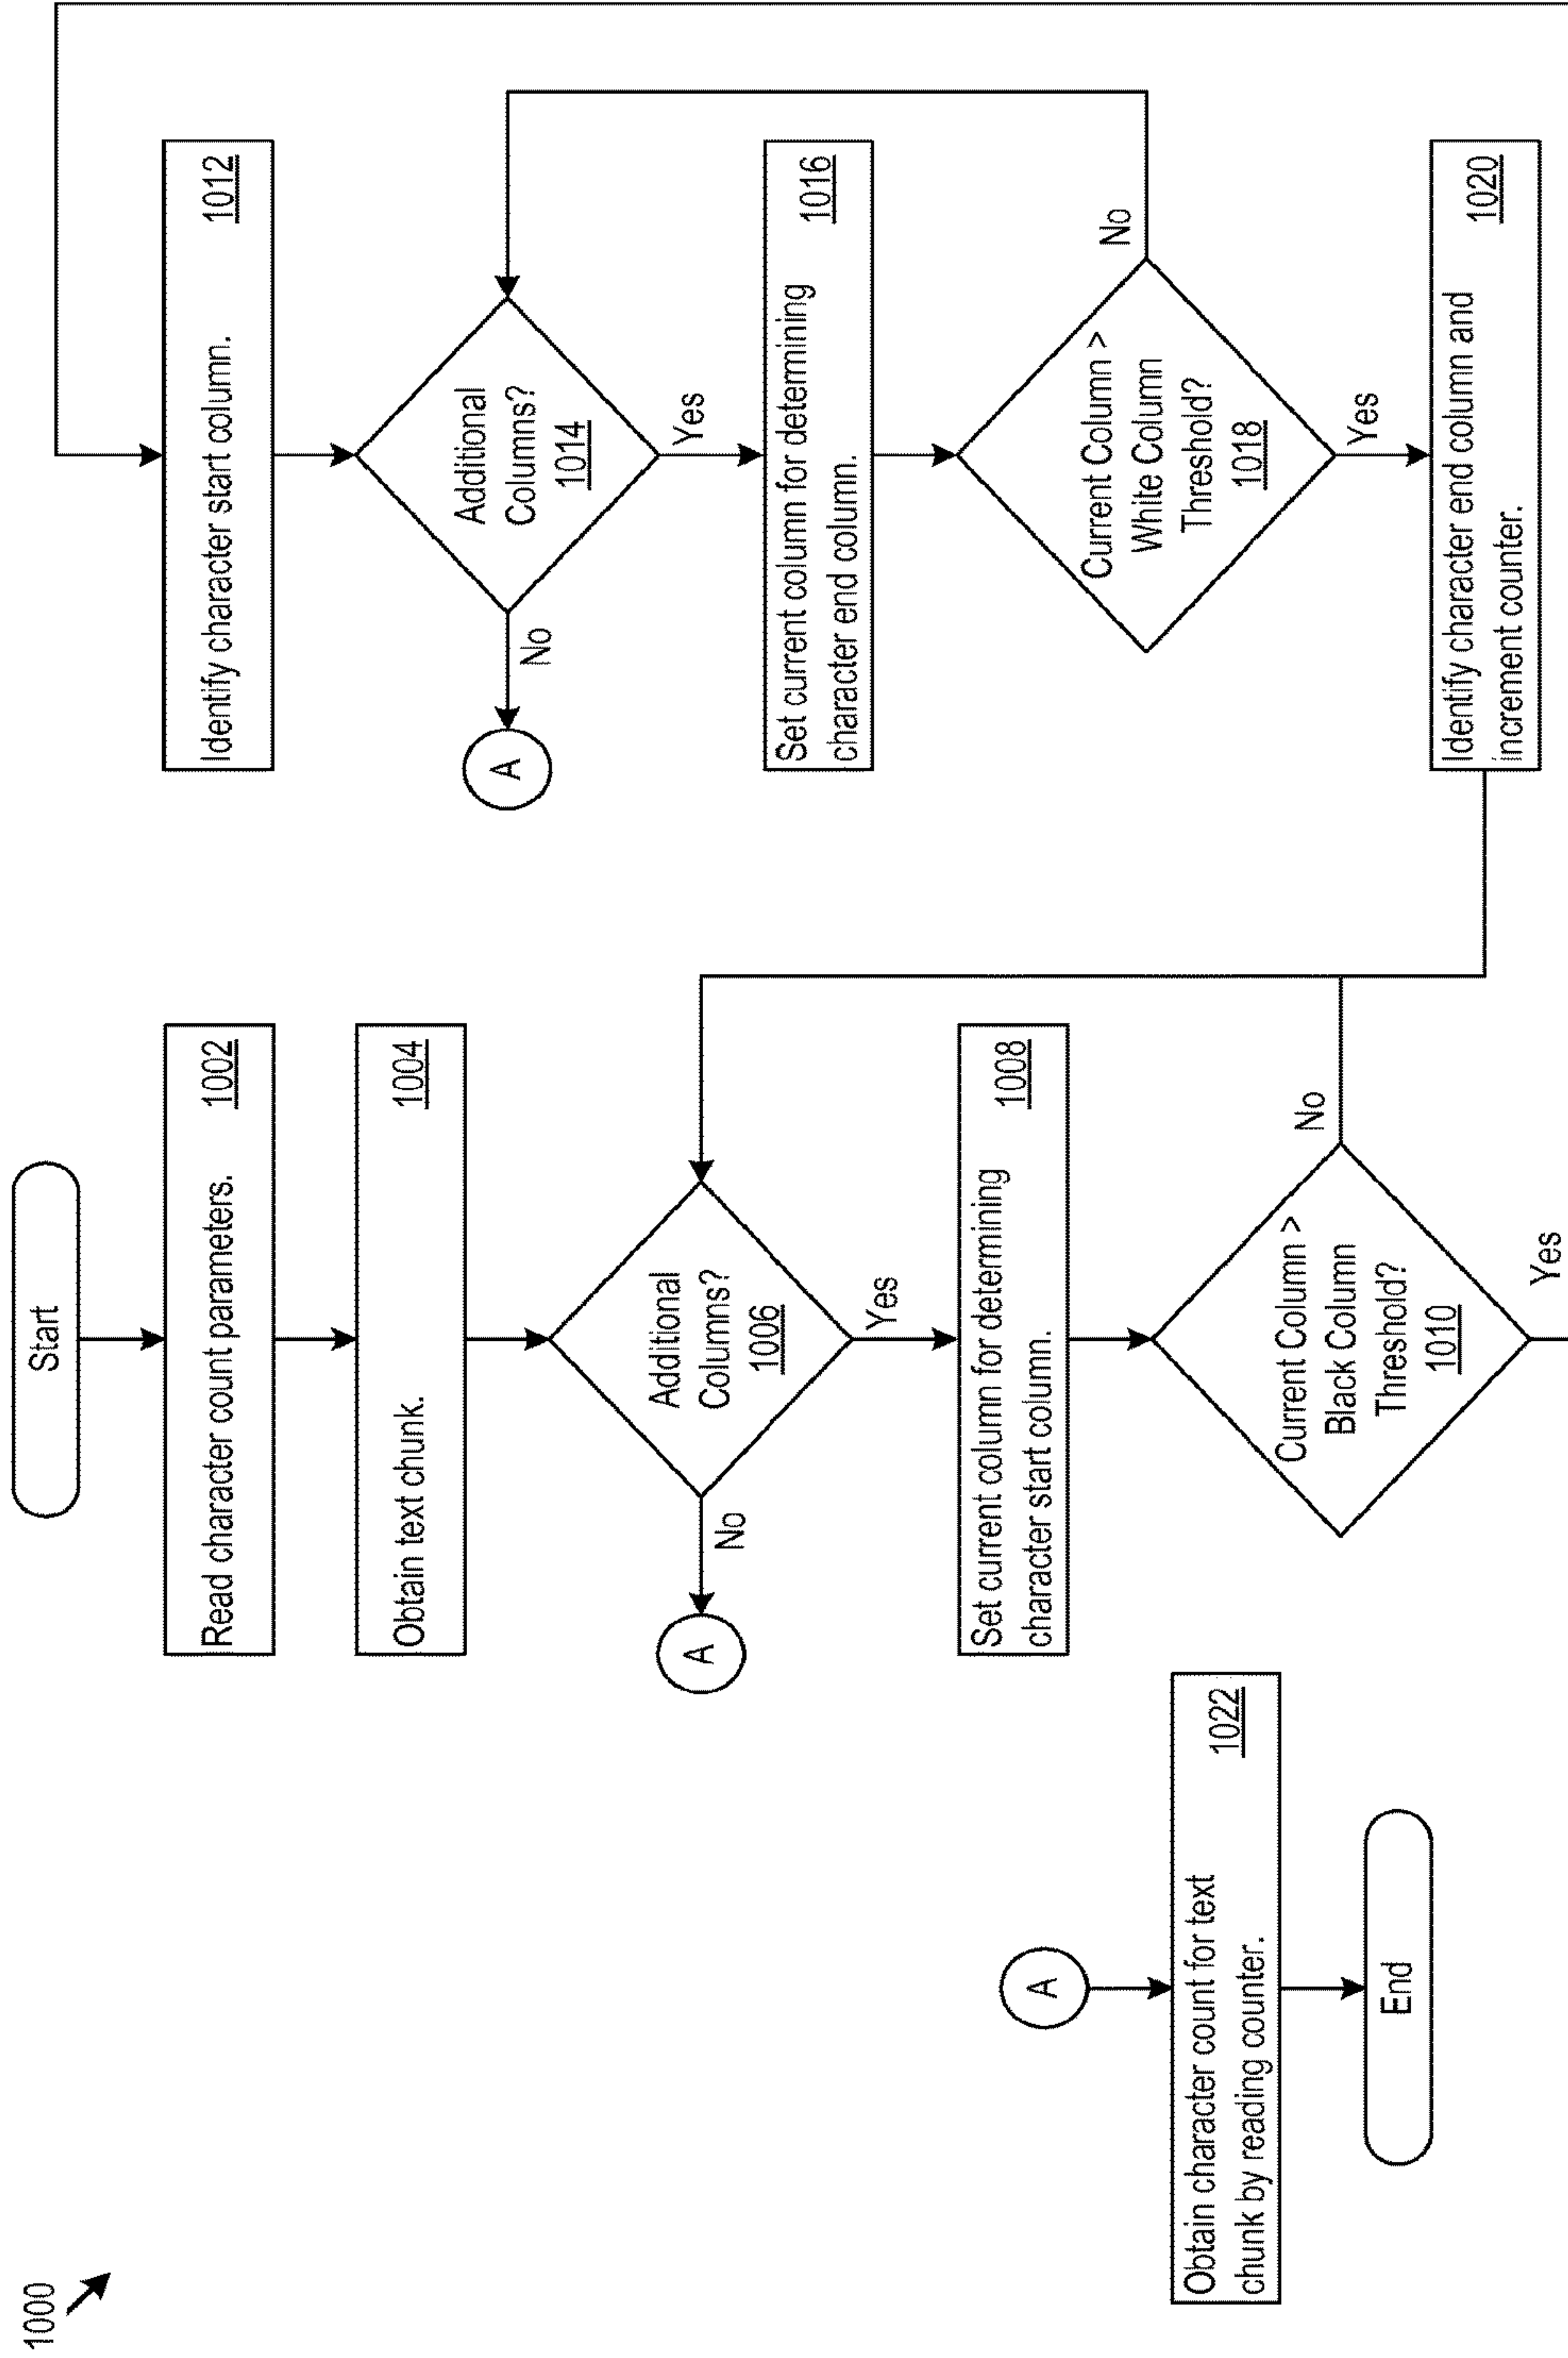 1000
Start
Read character count parameters. 1002
Obtain text chunk. 1004
Additional
Columns?
1006
No
A
Yes
Set current column for determining 1008
character start column.
Current Column >
Black Column
Threshold?
1010
No
Yes
Identify character start column. 1012
Additional
Columns?
1014
No
A
Yes
Set current column for determining 1016
character end column.
Current Column >
White Column
Threshold?
1018
No
Yes
Identify character end column and 1020
increment counter.
A
Obtain character count for text 1022
chunk by reading counter.
End